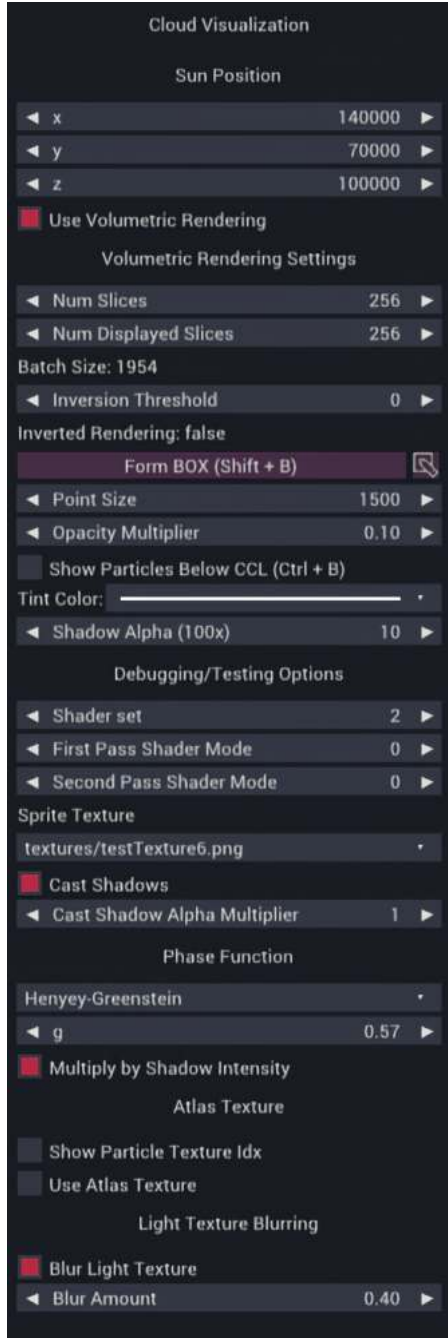 Cloud Visualization
Sun Position
x 140000
y 70000
z 100000
Use Volumetric Rendering
Volumetric Rendering Settings
Num Slices 256
Num Displayed Slices 256
Batch Size: 1954
Inversion Threshold 0
Inverted Rendering: false
Form BOX (Shift + B)
Point Size 1500
Opacity Multiplier 0.10
Show Particles Below CCL (Ctrl + B)
Tint Color:
Shadow Alpha (100x) 10
Debugging/Testing Options
Shader set 2
First Pass Shader Mode 0
Second Pass Shader Mode 0
Sprite Texture
textures/testTexture6.png
Cast Shadows
Cast Shadow Alpha Multiplier 1
Phase Function
Henyey-Greenstein
g 0.57
Multiply by Shadow Intensity
Atlas Texture
Show Particle Texture Idx
Use Atlas Texture
Light Texture Blurring
Blur Light Texture
Blur Amount 0.40